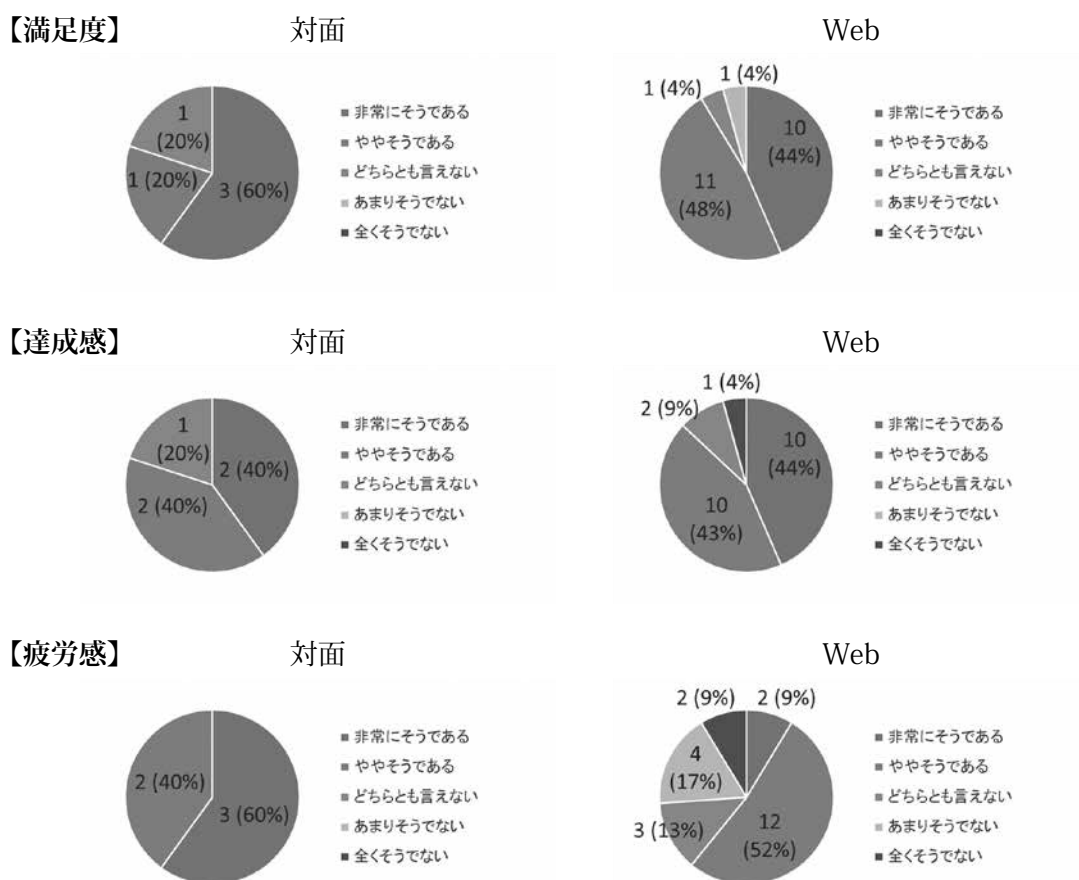 【満足度】 対面 Web
1
(20%)
1 (20%)
3 (60%)
非常にそうである
ややそうである
どちらとも言えない
あまりそうでない
全くそうでない
1 (4%)
1 (4%)
10
(44%)
11
(48%)
非常にそうである
ややそうである
どちらとも言えない
あまりそうでない
全くそうでない
【達成感】 対面 Web
1
(20%)
2 (40%)
2 (40%)
非常にそうである
ややそうである
どちらとも言えない
あまりそうでない
全くそうでない
1 (4%)
2 (9%)
10
(44%)
10
(43%)
非常にそうである
ややそうである
どちらとも言えない
あまりそうでない
全くそうでない
【疲労感】 対面 Web
2 (40%)
3 (60%)
非常にそうである
ややそうである
どちらとも言えない
あまりそうでない
全くそうでない
2 (9%)
2 (9%)
4
(17%)
3 (13%)
12
(52%)
非常にそうである
ややそうである
どちらとも言えない
あまりそうでない
全くそうでない